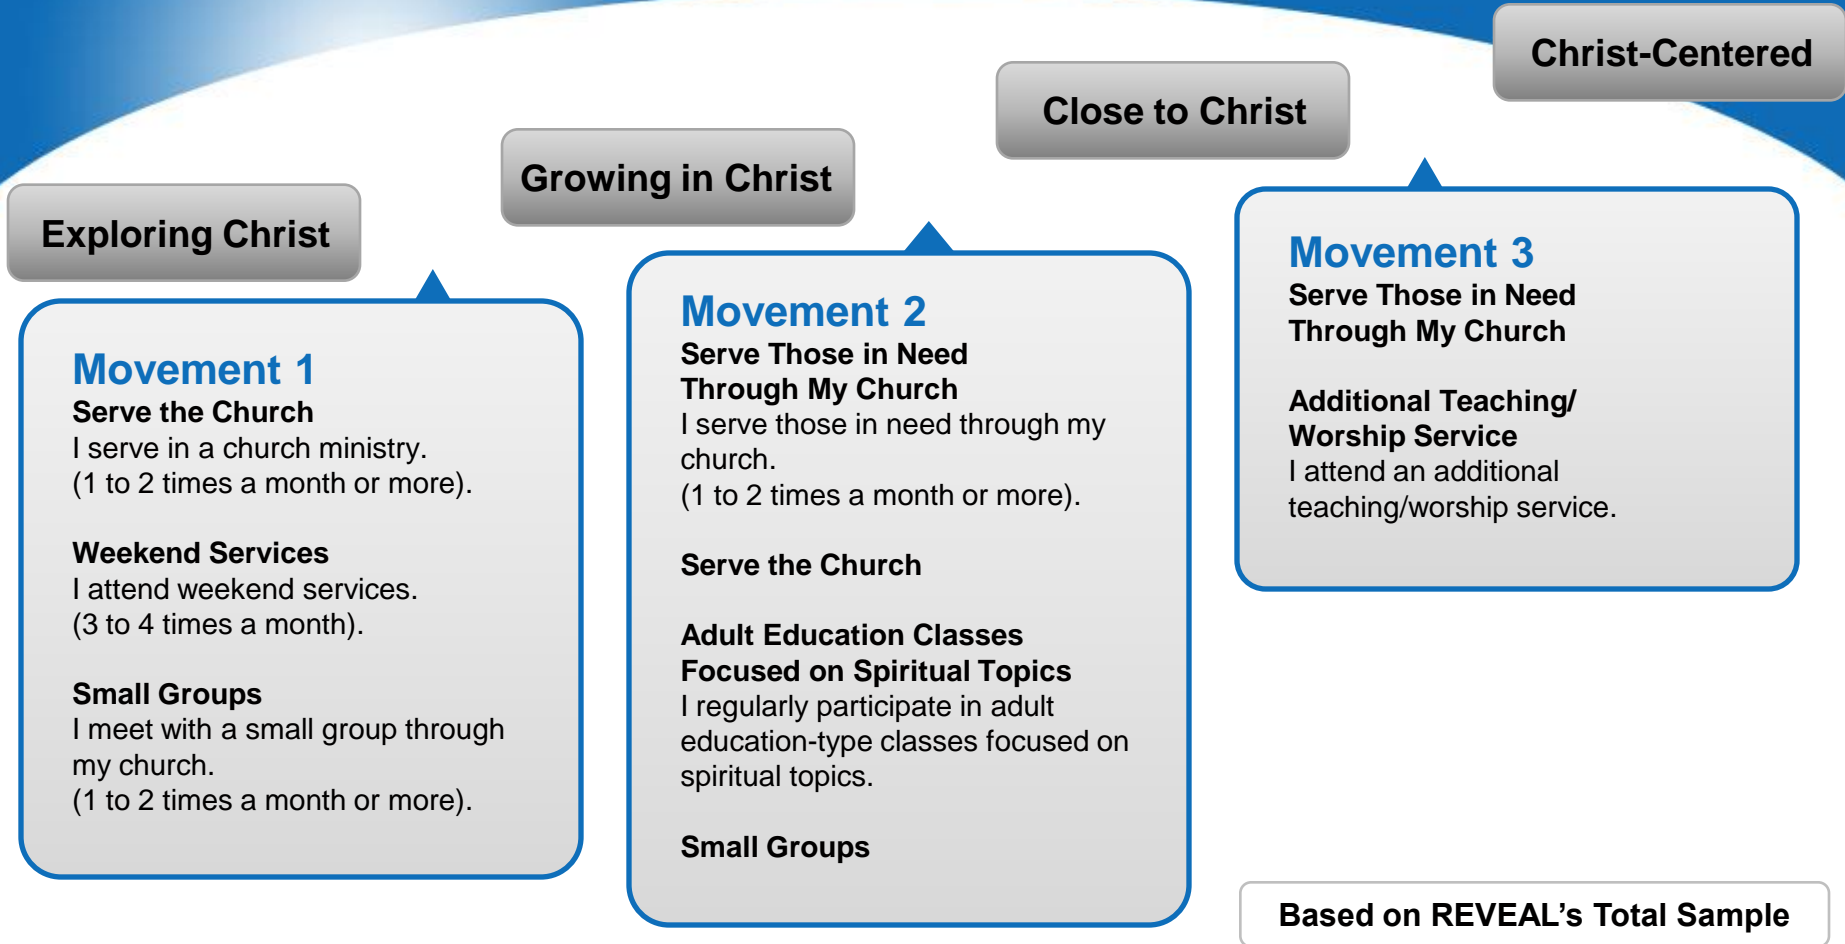 Christ-Centered
Close to Christ
Growing in Christ
Exploring Christ
Movement 1
Serve the Church
I serve in a church ministry.
(1 to 2 times a month or more).
Weekend Services
I attend weekend services.
(3 to 4 times a month).
Small Groups
I meet with a small group through
my church.
(1 to 2 times a month or more).
Movement 2
Serve Those in Need
Through My Church
I serve those in need through my
church.
(1 to 2 times a month or more).
Serve the Church
Adult Education Classes
Focused on Spiritual Topics
I regularly participate in adult
education-type classes focused on
spiritual topics.
Small Groups
Movement 3
Serve Those in Need
Through My Church
Additional Teaching/
Worship Service
I attend an additional
teaching/worship service.
Based on REVEAL's Total Sample